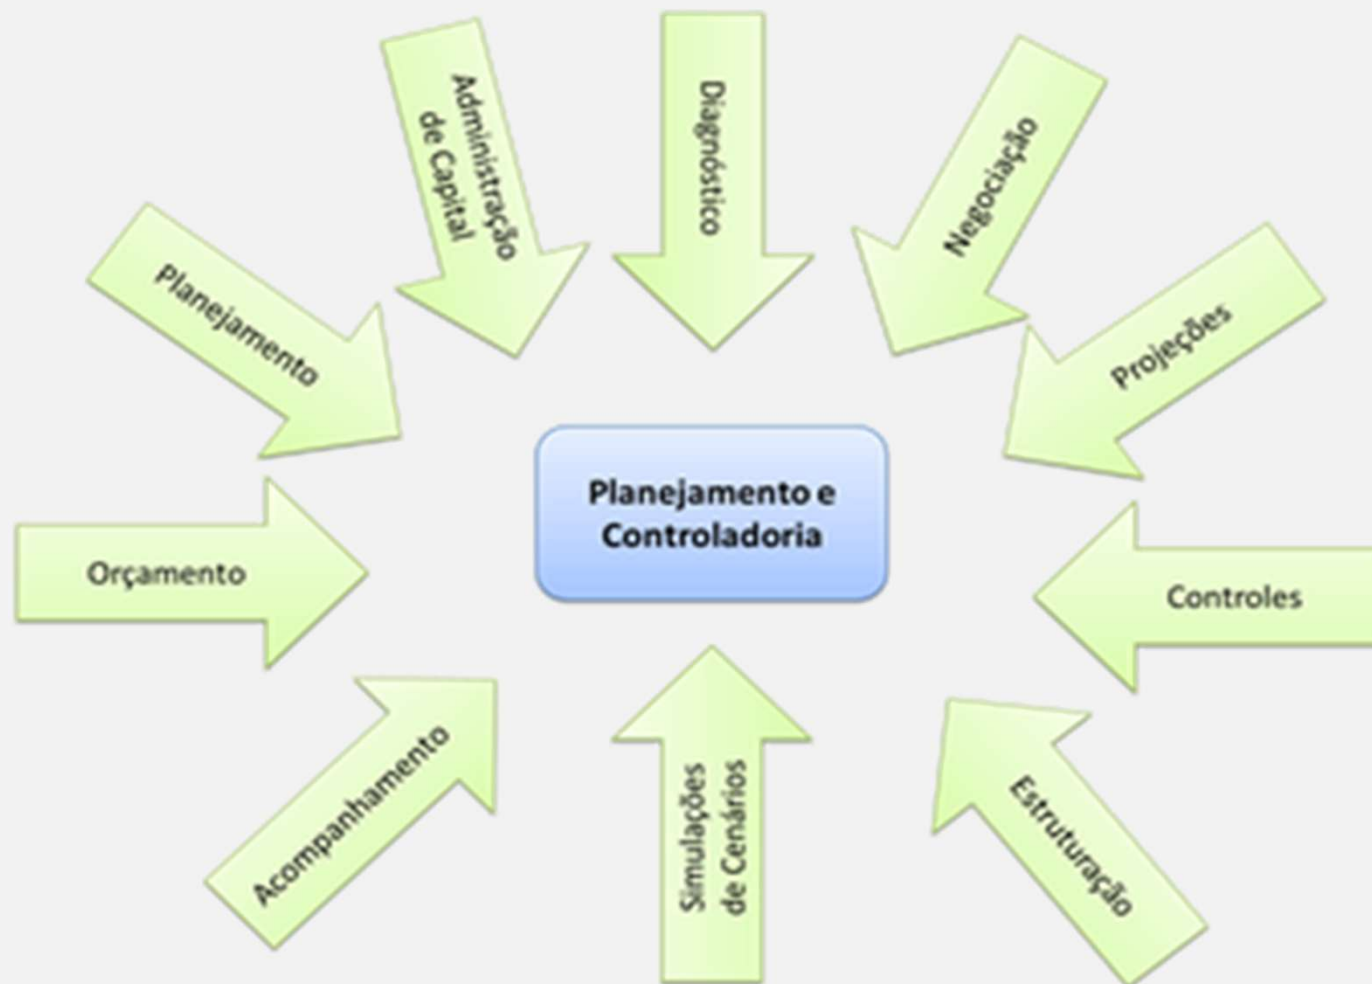 Administração
de Capital
Diagnóstico
Negociação
Planejamento
Projeções
Planejamento e
Controladoria
Orçamento
Controles
Acompanhamento
Simulações
de Cenários
Estruturação